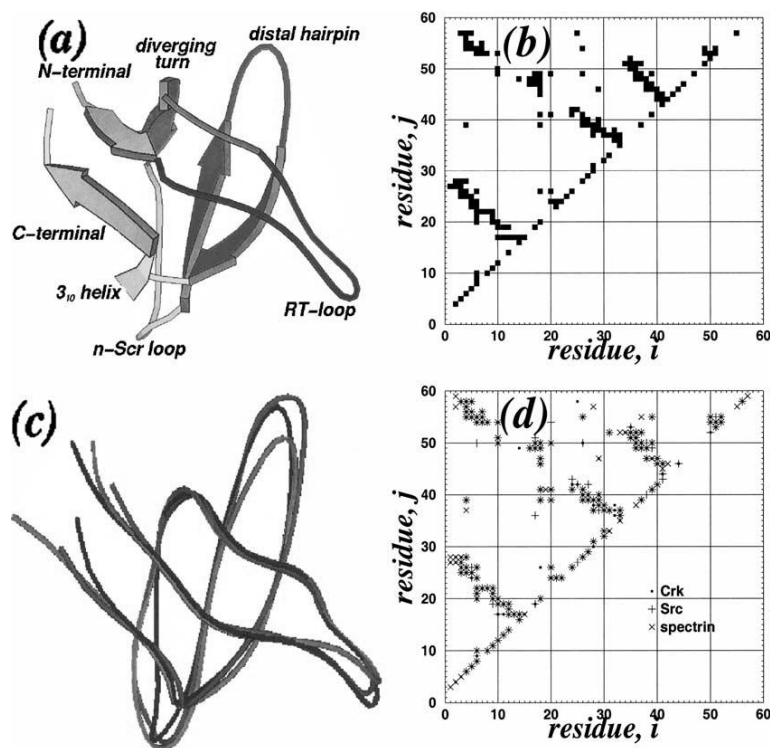 (a)
N-terminal
diverging
turn
distal hairpin
C-terminal
3₁₀ helix
n-Scr loop
RT-loop
(b)
60
50
40
30
20
10
0
0 10 20 30 40 50 60
residue, j
residue, i
(c)
(d)
60
50
40
30
20
10
0
0 10 20 30 40 50 60
residue, j
residue, i
Crk
Src
spectrin